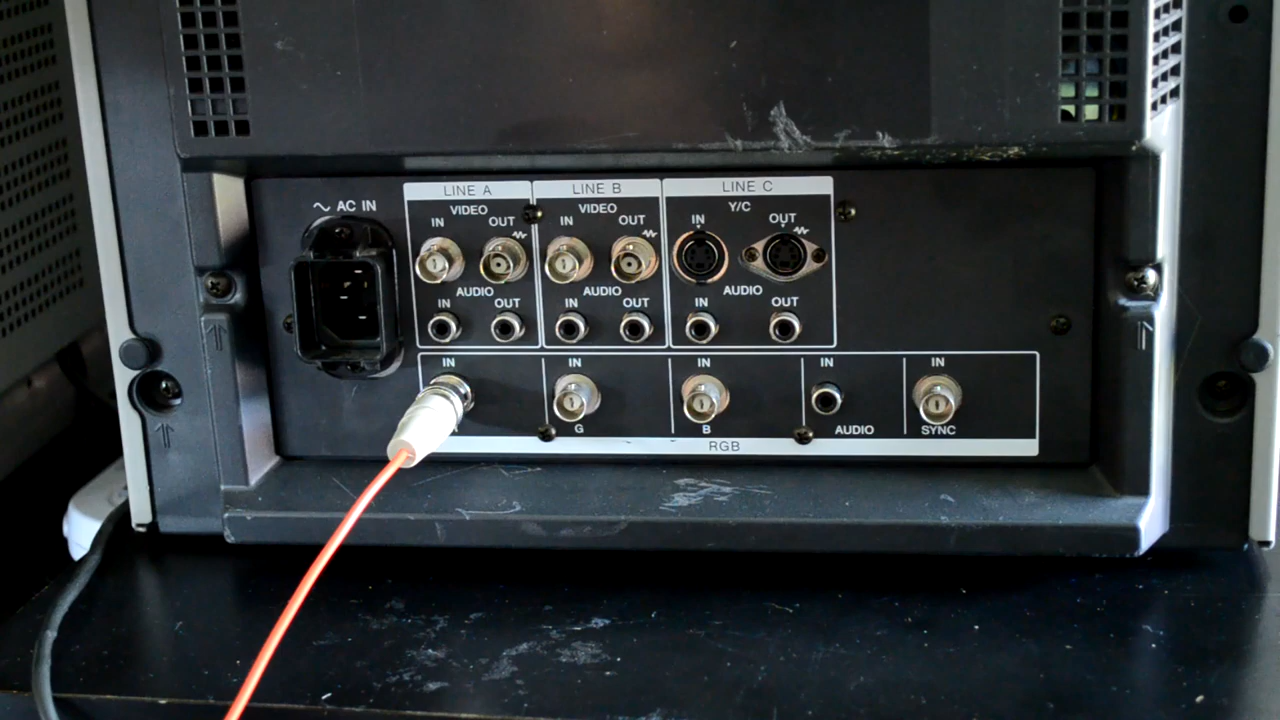 AC IN
LINE A
VIDEO
IN OUT
AUDIO
IN OUT
LINE B
VIDEO
IN OUT
AUDIO
IN OUT
LINE C
Y/C
IN OUT
AUDIO
IN OUT
IN IN IN IN IN
G B AUDIO SYNC
RGB